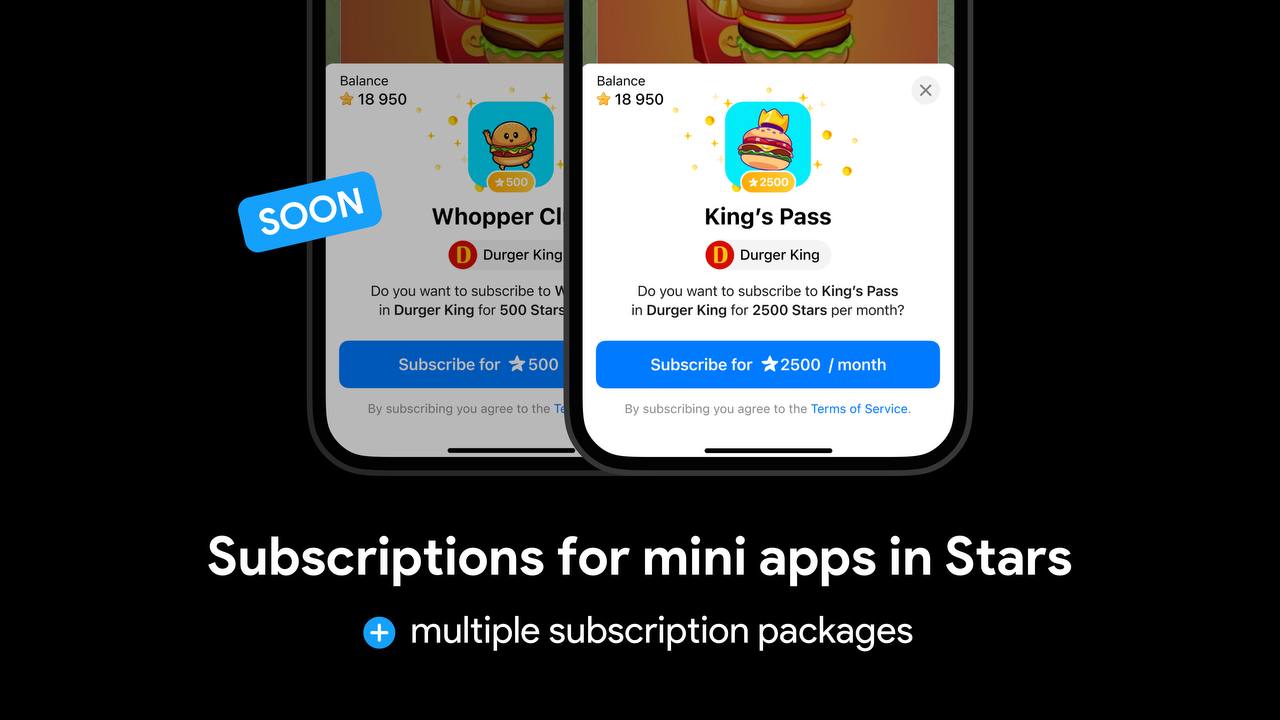 Balance
18 950
500
Whopper
Durger King
Do you want to subscribe to
in Durger King for 500 Stars
Subscribe for 500
By subscribing you agree to the
SOON
Balance
18 950
2500
King’s Pass
D Durger King
Do you want to subscribe to King’s Pass
in Durger King for 2500 Stars per month?
Subscribe for 2500 / month
By subscribing you agree to the Terms of Service.
Subscriptions for mini apps in Stars
+ multiple subscription packages